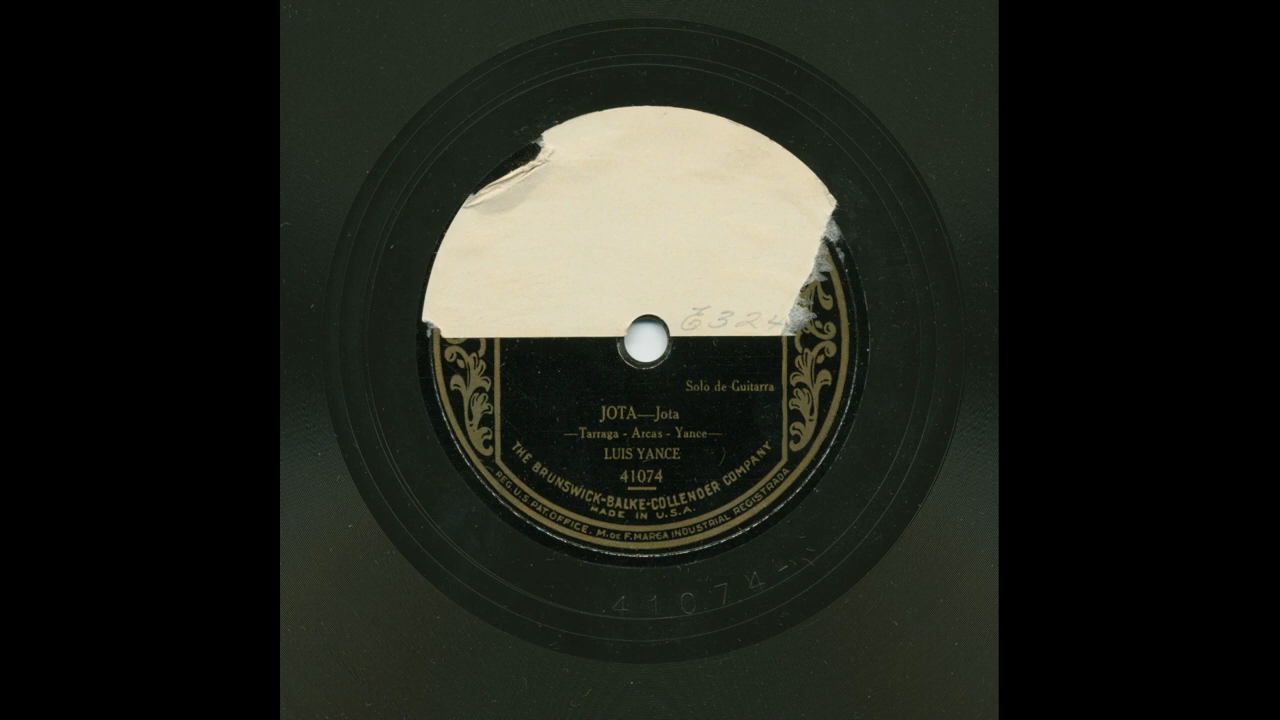 E324
Solo de Guitarra
JOTA—Jota
—Tarraga - Arcas - Yance—
LUIS YANCE
41074
THE BRUNSWICK-BALKE-COLLENDER COMPANY
MADE IN U.S.A.
REG. U.S. PAT. OFFICE. M. DE F. MARCA INDUSTRIAL REGISTRADA
41074